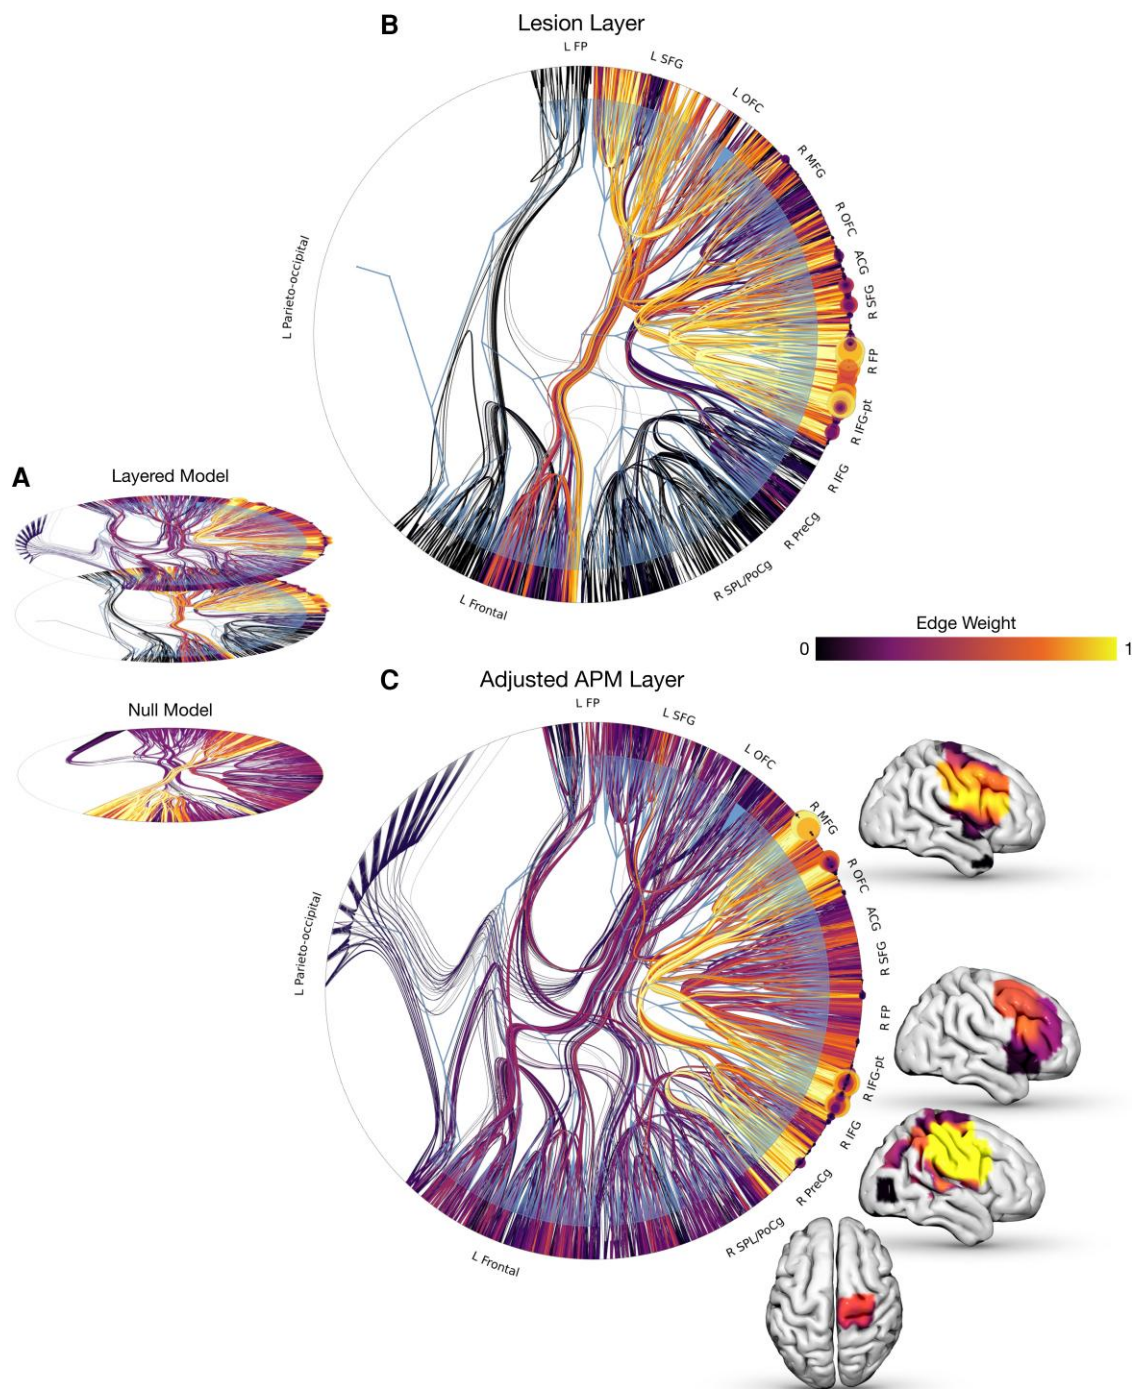 B
Lesion Layer
L FP
L SFG
L OFC
R MFG
R OFC
ACG
R SFG
R FP
R IFG-pt
R IFG
R PreCg
R SPL/PoCg
L Frontal
L Parieto-occipital
A
Layered Model
Null Model
Edge Weight
0
1
C
Adjusted APM Layer
L FP
L SFG
L OFC
R MFG
R OFC
ACG
R SFG
R FP
R IFG-pt
R IFG
R PreCg
R SPL/PoCg
L Frontal
L Parieto-occipital